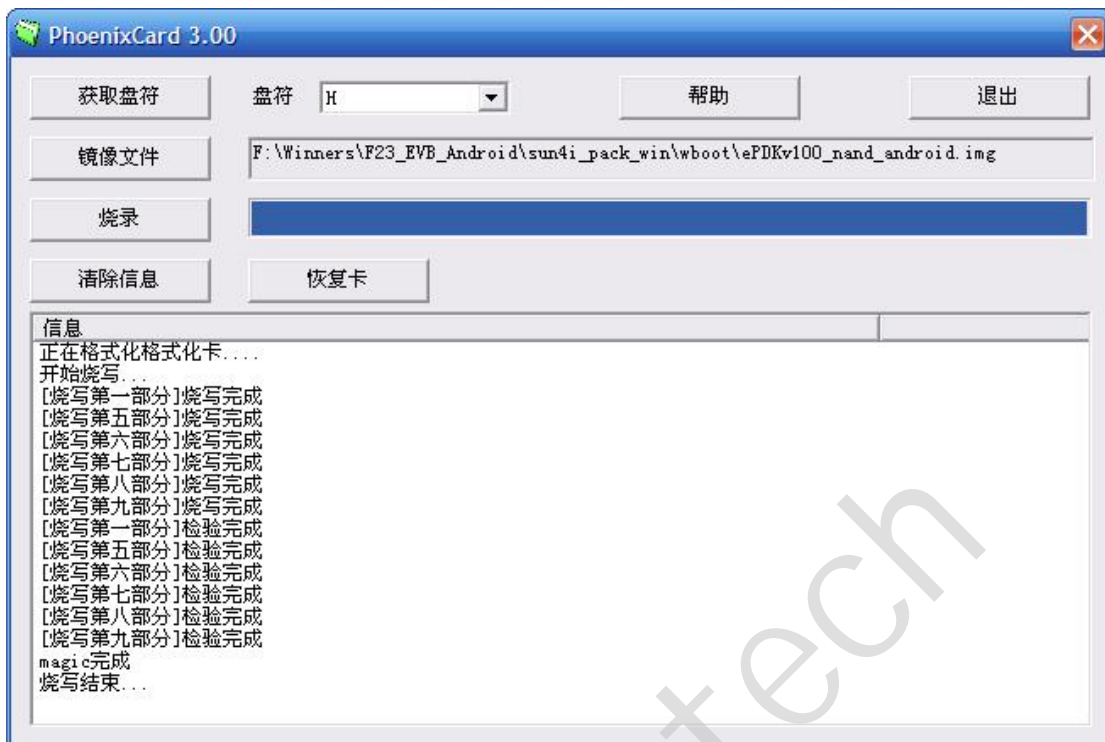 PhoenixCard 3.00
获取盘符 盘符 H 帮助 退出
镜像文件 F:\Winners\F23_EVB_Android\sun4i_pack_win\wboot\ePDKv100_nand_android.img
烧录
清除信息 恢复卡
信息
正在格式化格式化卡....
开始烧写...
[烧写第一部分]烧写完成
[烧写第五部分]烧写完成
[烧写第六部分]烧写完成
[烧写第七部分]烧写完成
[烧写第八部分]烧写完成
[烧写第九部分]烧写完成
[烧写第一部分]检验完成
[烧写第五部分]检验完成
[烧写第六部分]检验完成
[烧写第七部分]检验完成
[烧写第八部分]检验完成
[烧写第九部分]检验完成
magic完成
烧写结束...
tech